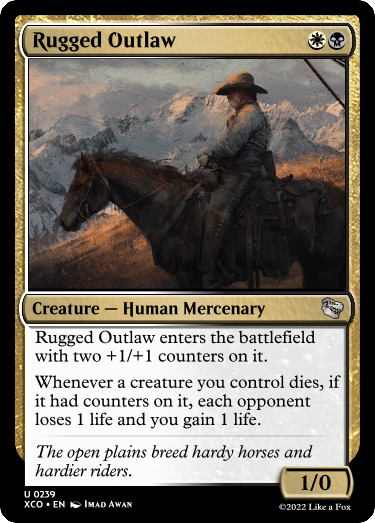 Rugged Outlaw
Creature — Human Mercenary
Rugged Outlaw enters the battlefield
with two +1/+1 counters on it.
Whenever a creature you control dies, if
it had counters on it, each opponent
loses 1 life and you gain 1 life.
The open plains breed hardy horses and
hardier riders.
1/0
U 0239
XCO • EN Imad Awan
©2022 Like a Fox